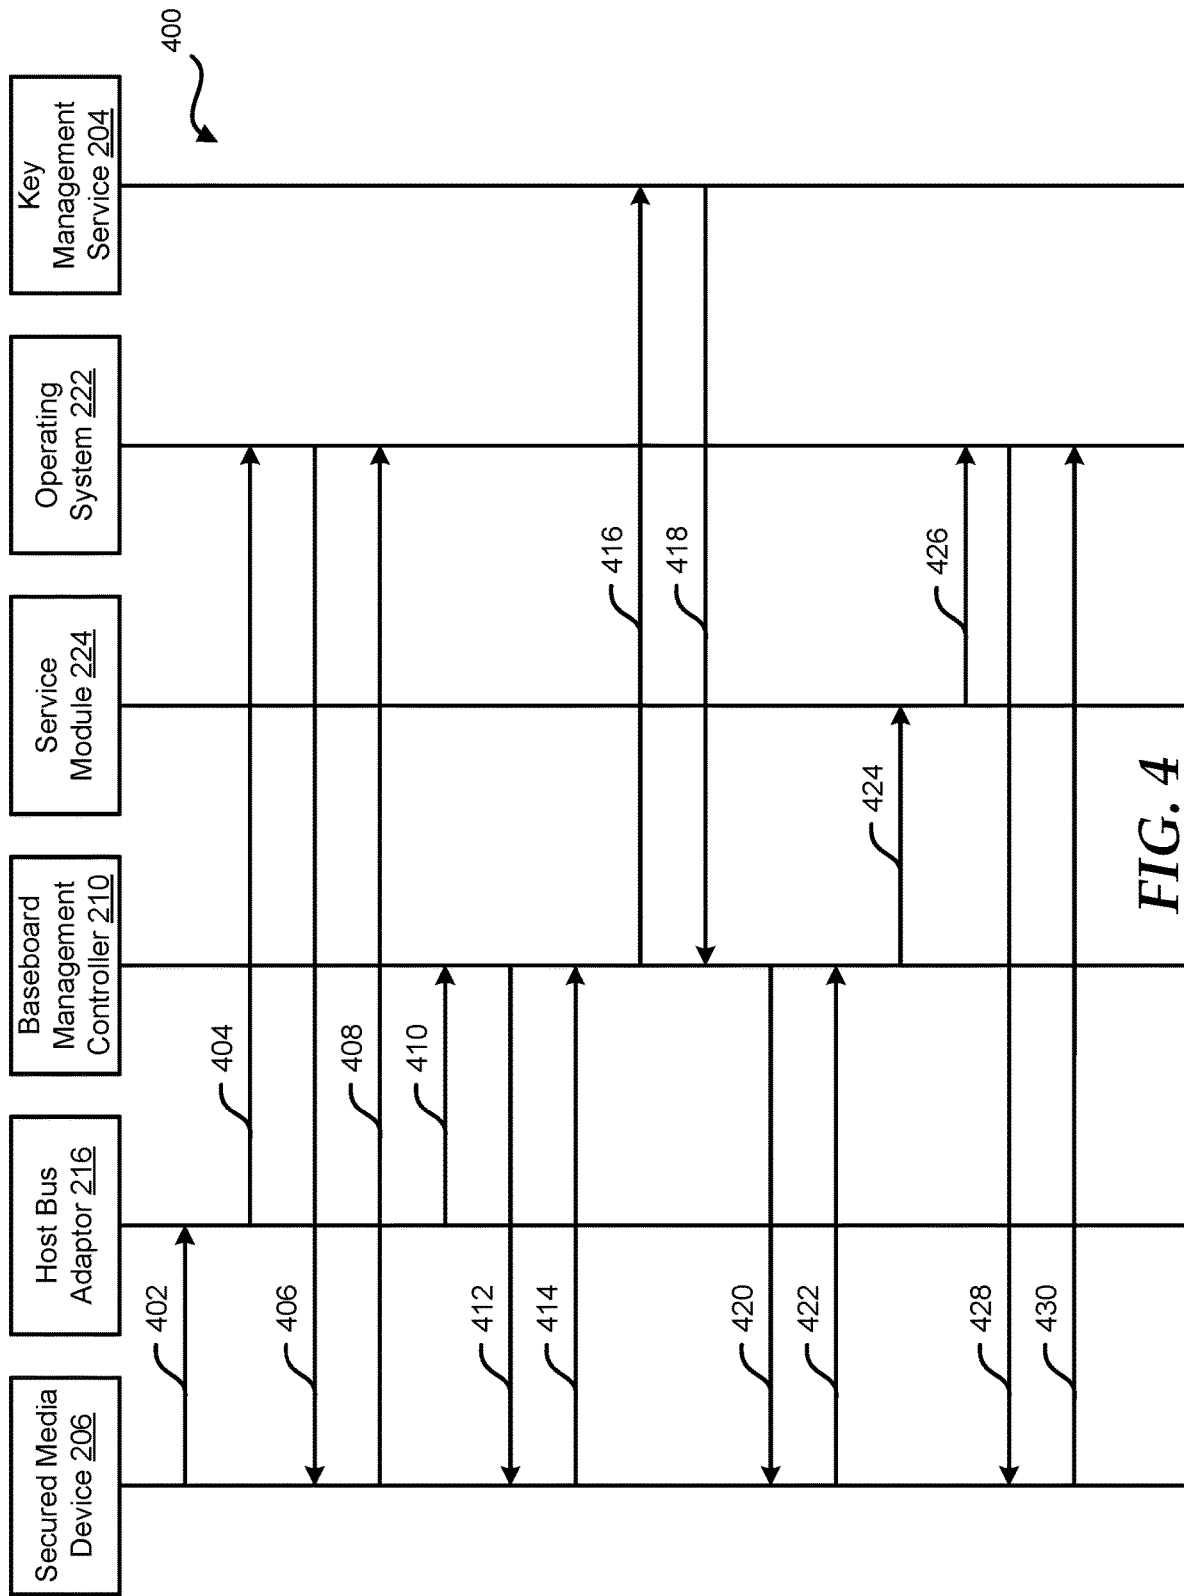 Secured Media
Device 206
Host Bus
Adaptor 216
Baseboard
Management
Controller 210
Service
Module 224
Operating
System 222
Key
Management
Service 204
400
402
404
406
408
410
412
414
416
418
420
422
424
426
428
430
FIG. 4